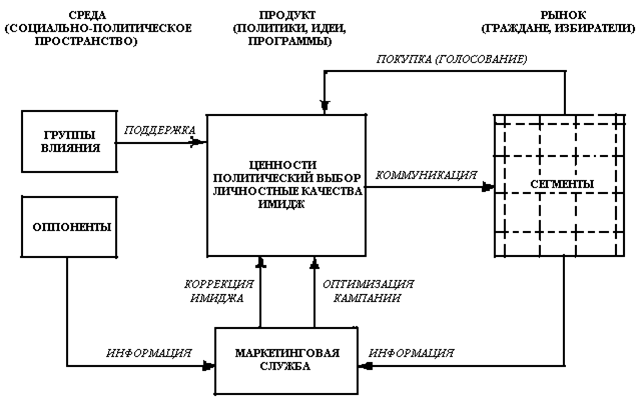 СРЕДА
(СОЦИАЛЬНО-ПОЛИТИЧЕСКОЕ
ПРОСТРАНСТВО)
ПРОДУКТ
(ПОЛИТИКИ, ИДЕИ,
ПРОГРАММЫ)
РЫНОК
(ГРАЖДАНЕ, ИЗБИРАТЕЛИ)
ПОКУПКА (ГОЛОСОВАНИЕ)
ГРУППЫ
ВЛИЯНИЯ
ПОДДЕРЖКА
ЦЕННОСТИ
ПОЛИТИЧЕСКИЙ ВЫБОР
ЛИЧНОСТНЫЕ КАЧЕСТВА
ИМИДЖ
КОММУНИКАЦИЯ
СЕГМЕНТЫ
ОППОНЕНТЫ
КОРРЕКЦИЯ
ИМИДЖА
ОПТИМИЗАЦИЯ
КАМПАНИИ
ИНФОРМАЦИЯ
МАРКЕТИНГОВАЯ
СЛУЖБА
ИНФОРМАЦИЯ